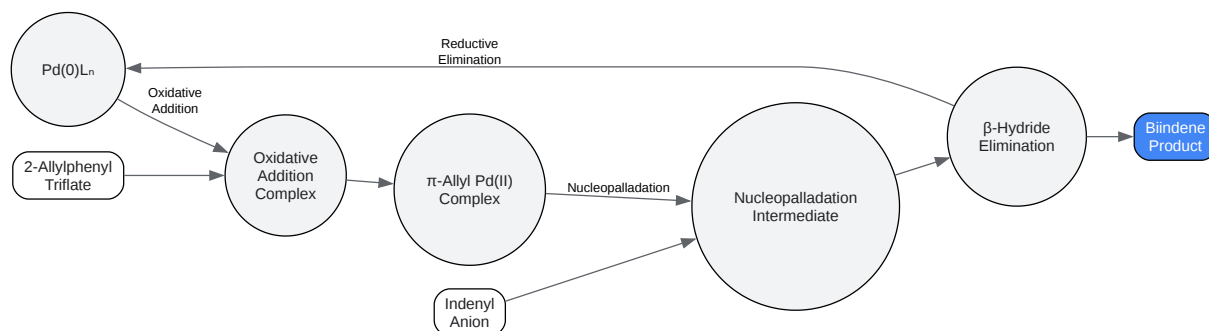 Reductive
Elimination
Pd(0)Lₙ
Oxidative
Addition
2-Allylphenyl
Triflate
Oxidative
Addition
Complex
π-Allyl Pd(II)
Complex
Nucleopalladation
Indenyl
Anion
Nucleopalladation
Intermediate
β-Hydride
Elimination
Biindene
Product